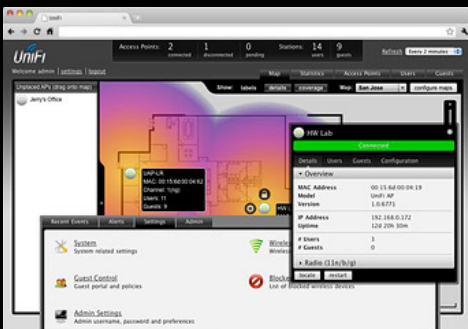 UniFi
UniFi
Access Points: 2 connected 1 disconnected 0 pending Stations: 14 users 9 guests
Refresh Every 2 minutes
Welcome admin | settings | logout
Map Statistics Access Points Users Guests
Unplaced APs (drag onto map)
Show: labels details coverage Map: San Jose configure maps
Jerry's Office
UAP-LR
MAC: 00:15:6d:00:04:62
Channel: 1(ng)
Users: 11
Guests: 9
HW L
HW Lab
Connected
Details Users Guests Configuration
Overview
MAC Address 00:15:6d:00:04:19
Model UniFi AP
Version 1.0.6771
IP Address 192.168.0.172
Uptime 12d 20h 30m
# Users 1
# Guests 0
Radio (11n/b/g)
locate restart
Recent Events Alerts Settings Admin
System
System related settings
Wirele
Wireless
Guest Control
Guest portal and policies
Blocke
List of blocked wireless devices
Admin Settings
Admin username, password and preferences